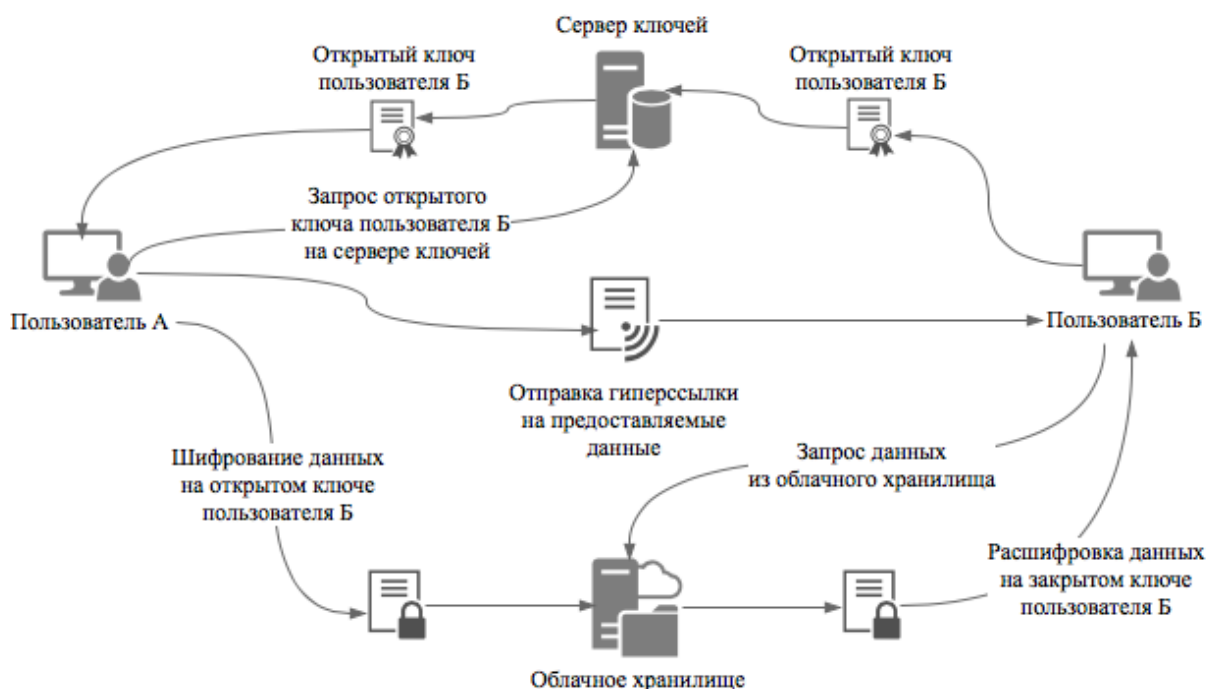 Сервер ключей
Открытый ключ
пользователя Б
Открытый ключ
пользователя Б
Запрос открытого
ключа пользователя Б
на сервере ключей
Пользователь А
Пользователь Б
Отправка гиперссылки
на предоставляемые
данные
Шифрование данных
на открытом ключе
пользователя Б
Запрос данных
из облачного хранилища
Расшифровка данных
на закрытом ключе
пользователя Б
Облачное хранилище